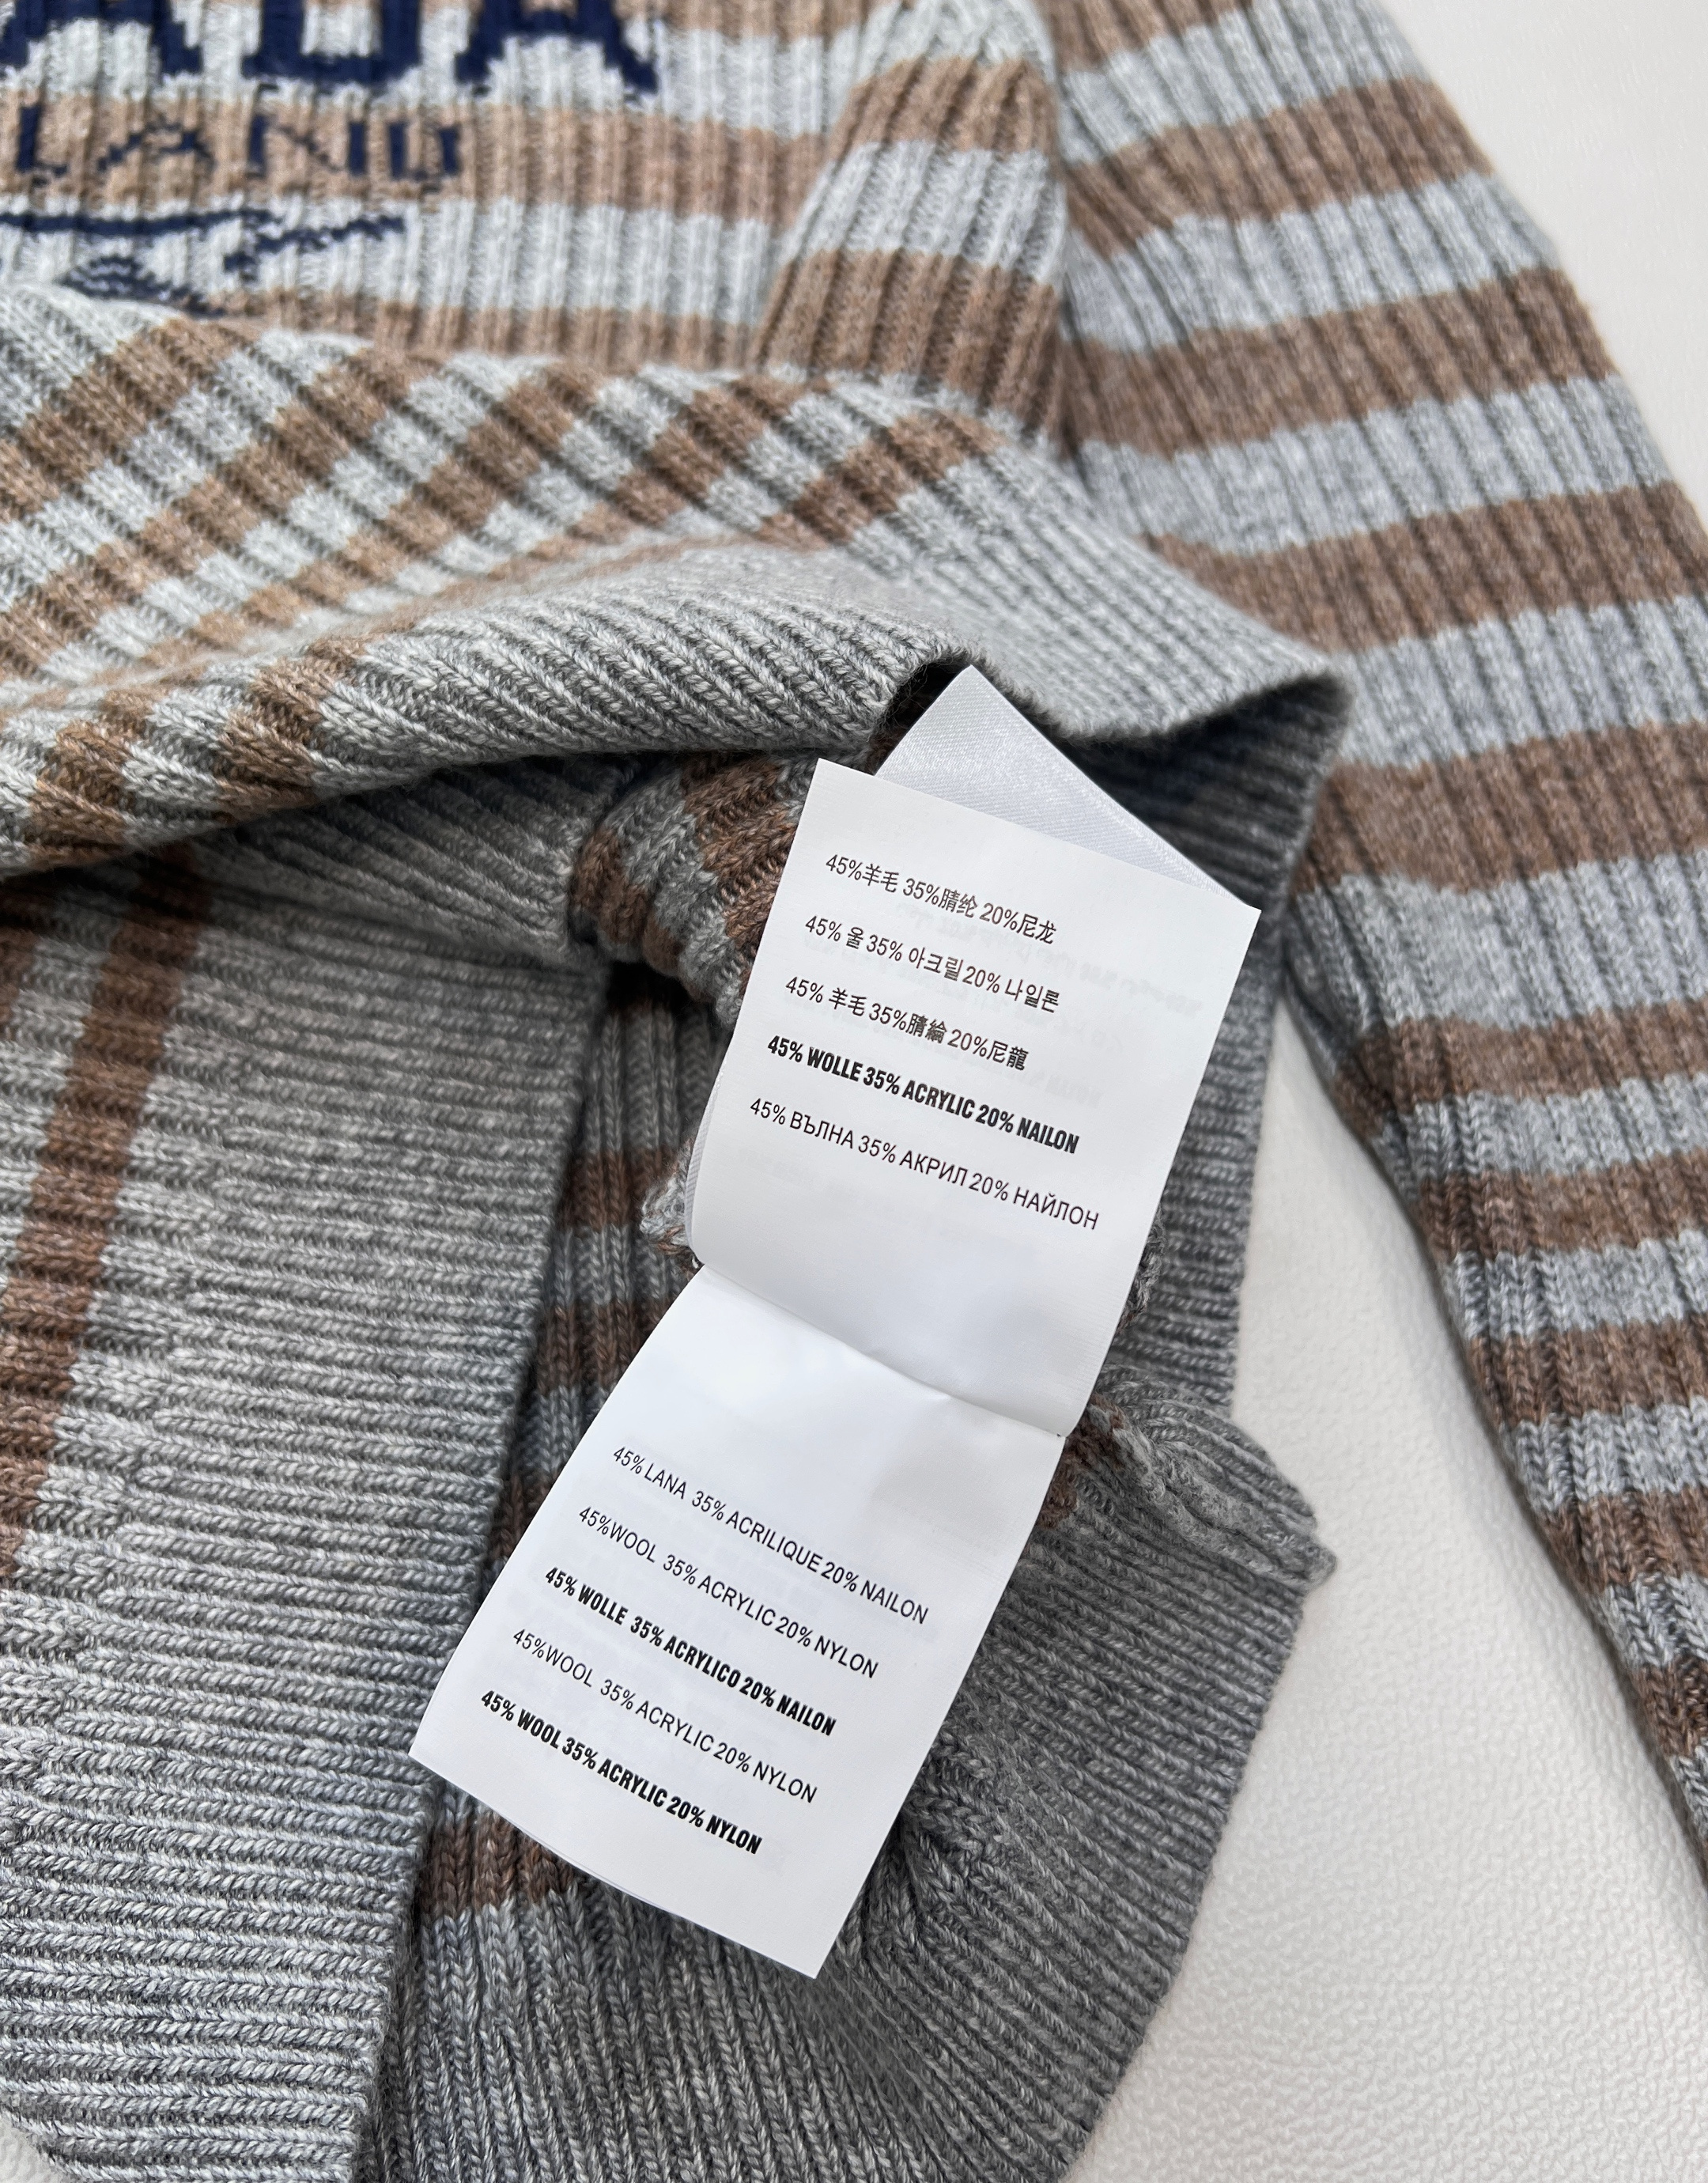 LAND
45%羊毛 35%腈纶 20%尼龙
45% 울 35% 아크릴 20% 나일론
45% 羊毛 35%腈綸 20%尼龍
45% WOLLE 35% ACRYLIC 20% NAILON
45% ВЪЛНА 35% АКРИЛ 20% НАЙЛОН
45% LANA 35% ACRILIQUE 20% NAILON
45%WOOL 35% ACRYLIC 20% NYLON
45% WOLLE 35% ACRYLICO 20% NAILON
45%WOOL 35% ACRYLIC 20% NYLON
45% WOOL 35% ACRYLIC 20% NYLON